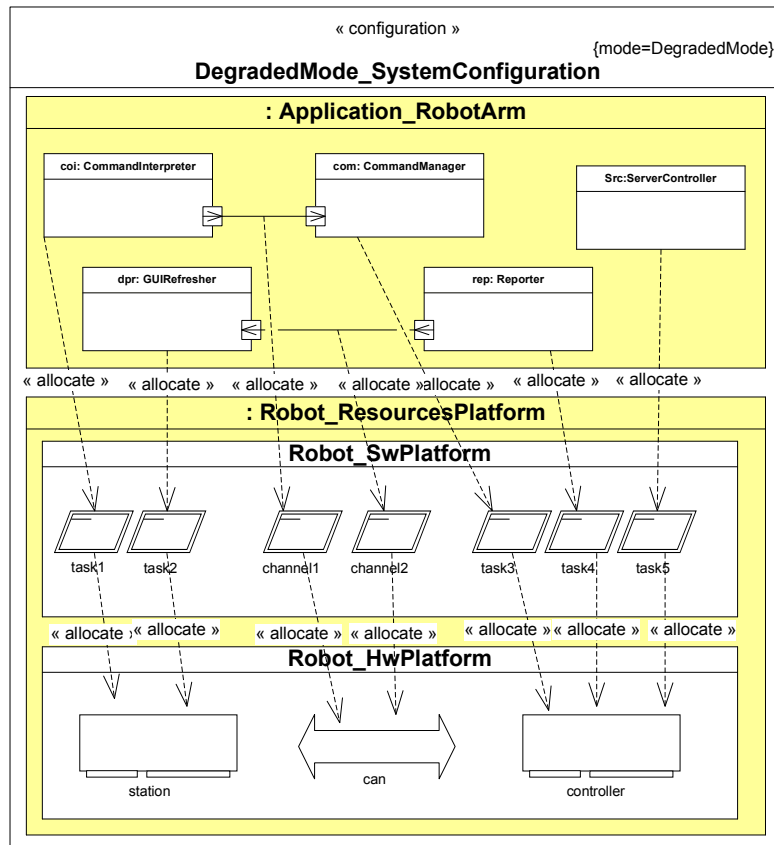 « configuration »
{mode=DegradedMode}
DegradedMode_SystemConfiguration
: Application_RobotArm
coi: CommandInterpreter
com: CommandManager
Src:ServerController
dpr: GUIRefresher
rep: Reporter
« allocate » « allocate » « allocate » « allocate » « allocate » « allocate » « allocate »
: Robot_ResourcesPlatform
Robot_SwPlatform
task1 task2 channel1 channel2 task3 task4 task5
« allocate » « allocate » « allocate » « allocate » « allocate » « allocate » « allocate »
Robot_HwPlatform
station can controller